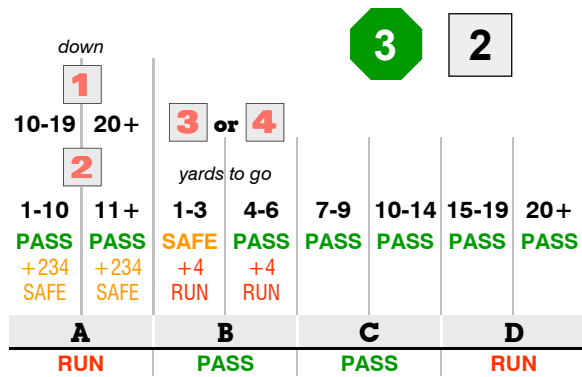 3 2
down
1
10-19 20+ 3 or 4
2 yards to go
1-10 11+ 1-3 4-6 7-9 10-14 15-19 20+
PASS PASS SAFE PASS PASS PASS PASS PASS
+234 +234 +4 +4
SAFE SAFE RUN RUN
A B C D
RUN PASS PASS RUN